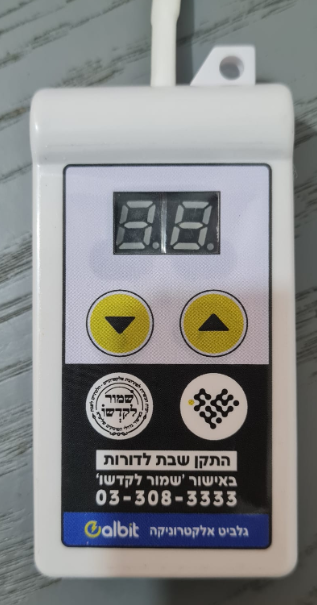 שמור
לקדשו
התקן שבת לדורות
באישור 'שמור לקדשו'
03-308-3333
גלביט אלקטרוניקה Galbit